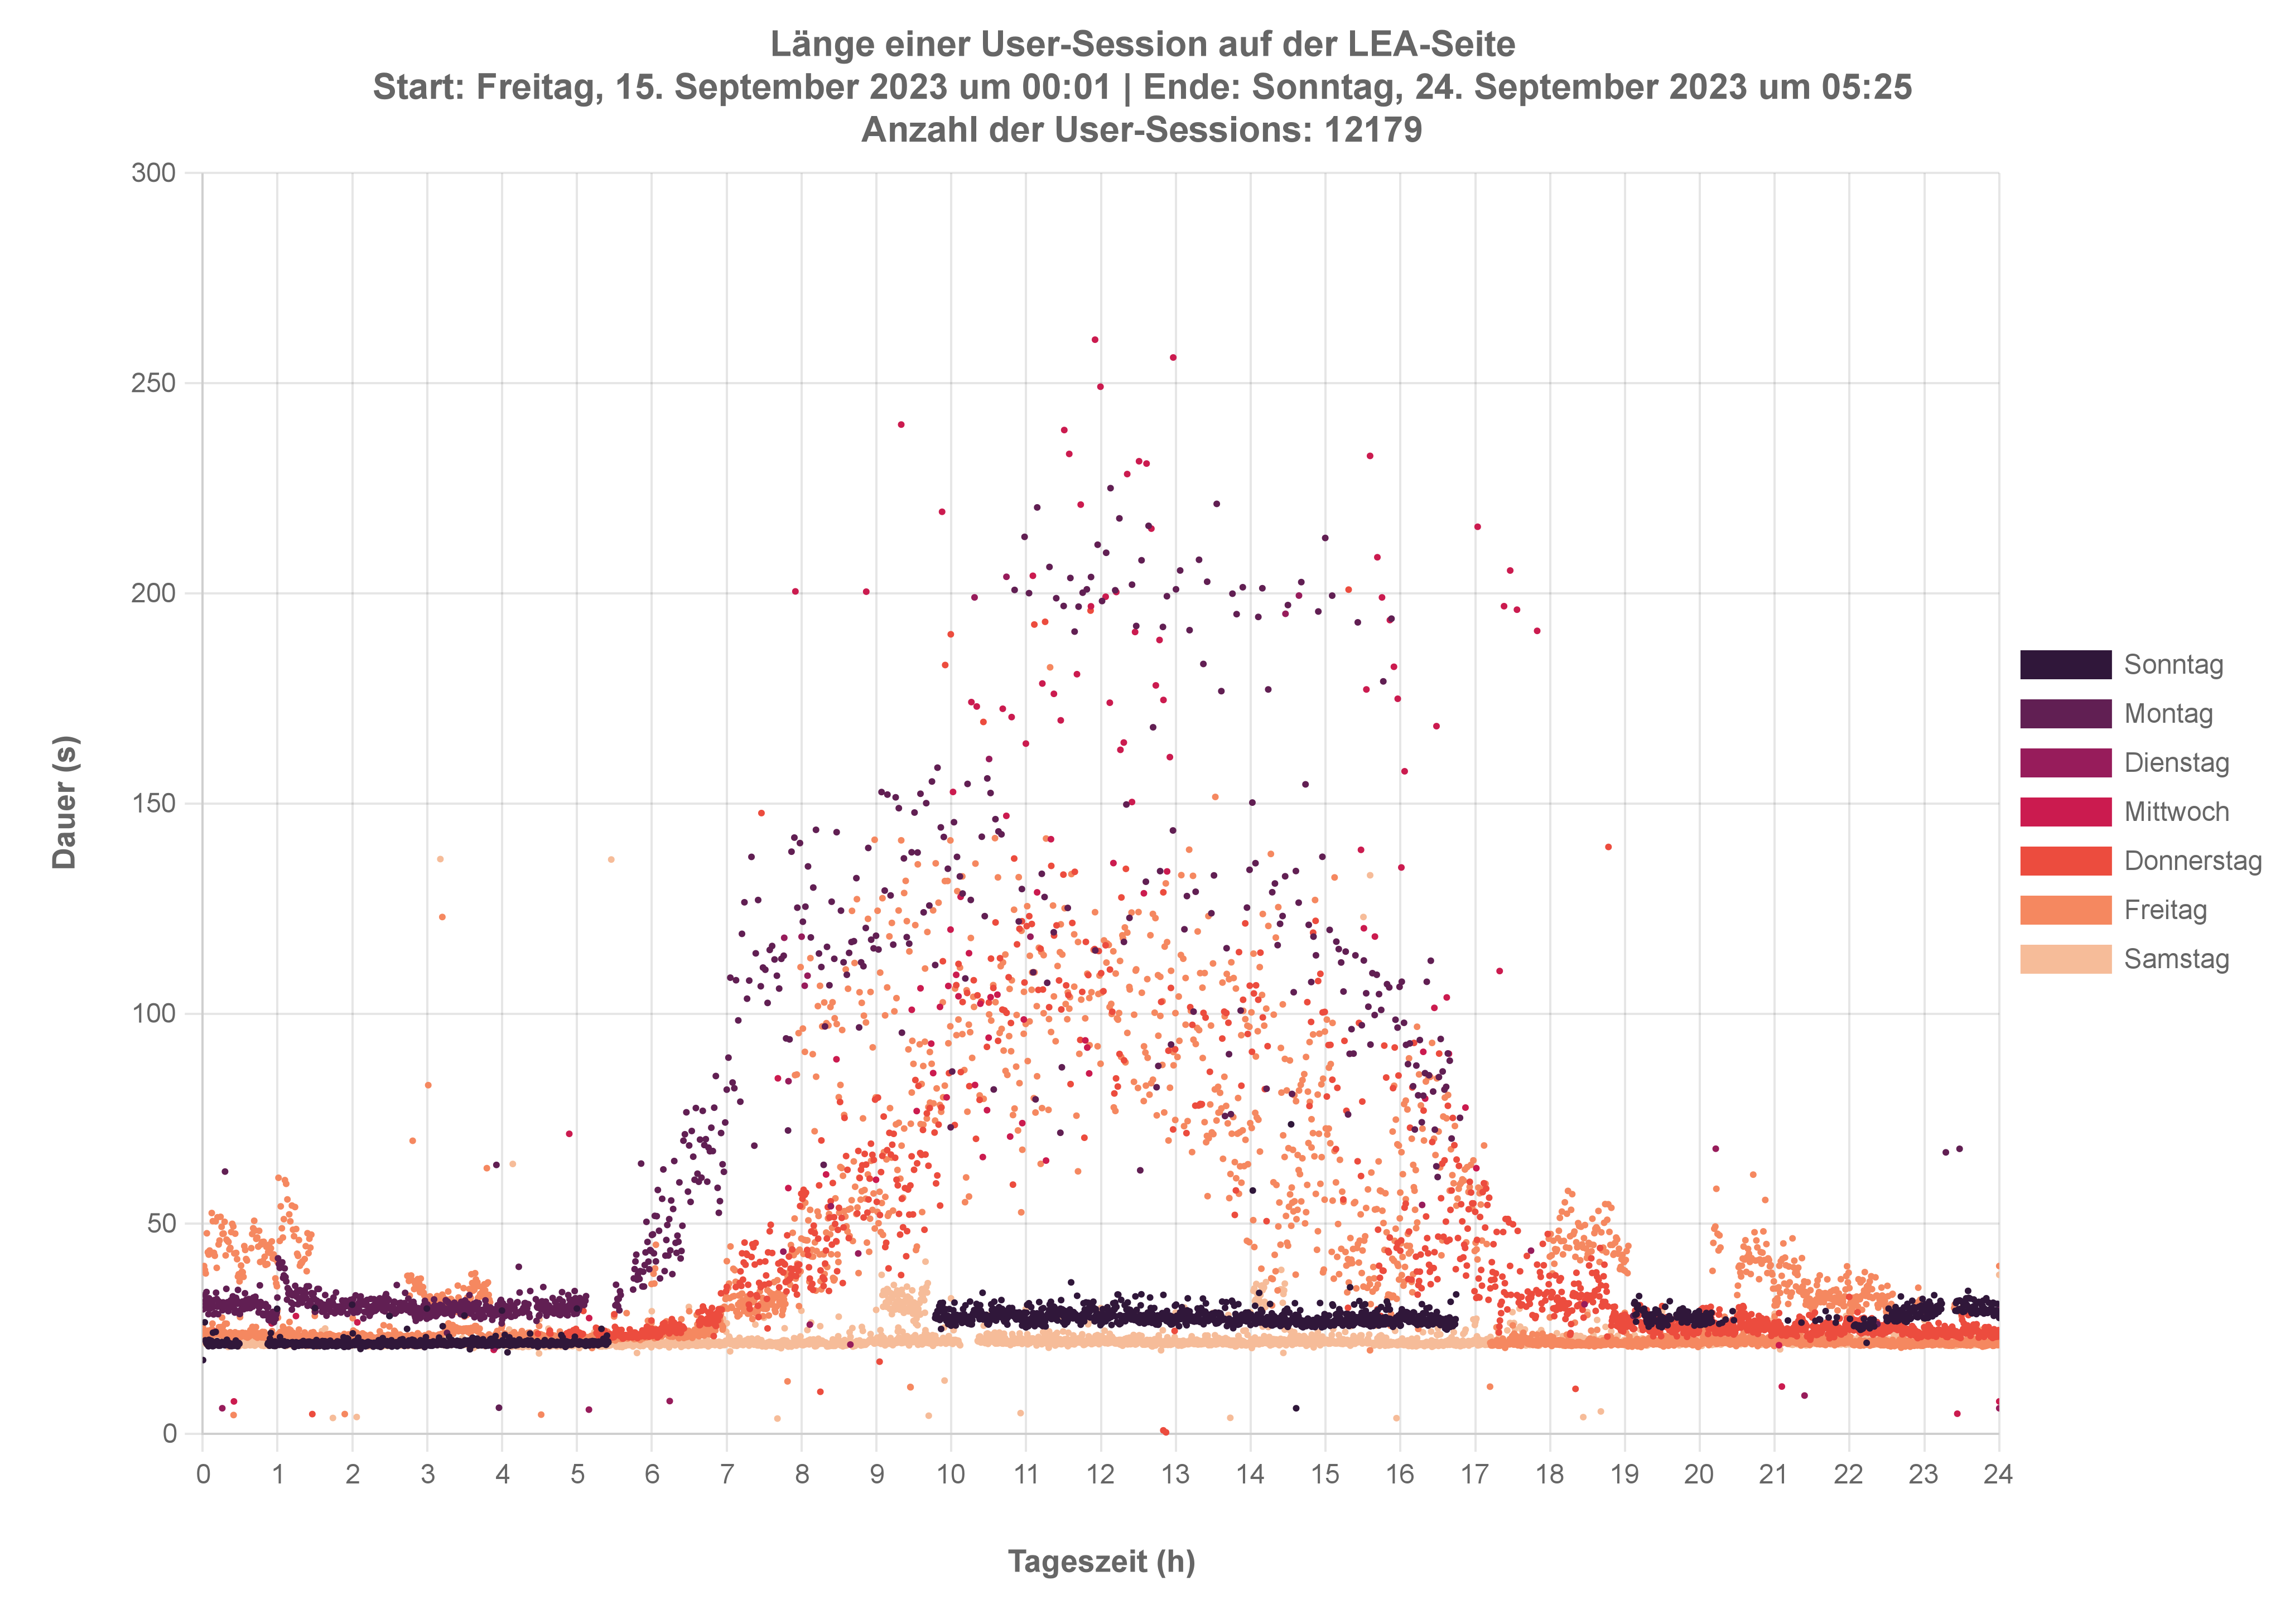 Länge einer User-Session auf der LEA-Seite
Start: Freitag, 15. September 2023 um 00:01 | Ende: Sonntag, 24. September 2023 um 05:25
Anzahl der User-Sessions: 12179
300
250
200
150
100
50
0
Dauer (s)
0 1 2 3 4 5 6 7 8 9 10 11 12 13 14 15 16 17 18 19 20 21 22 23 24
Tageszeit (h)
Sonntag
Montag
Dienstag
Mittwoch
Donnerstag
Freitag
Samstag